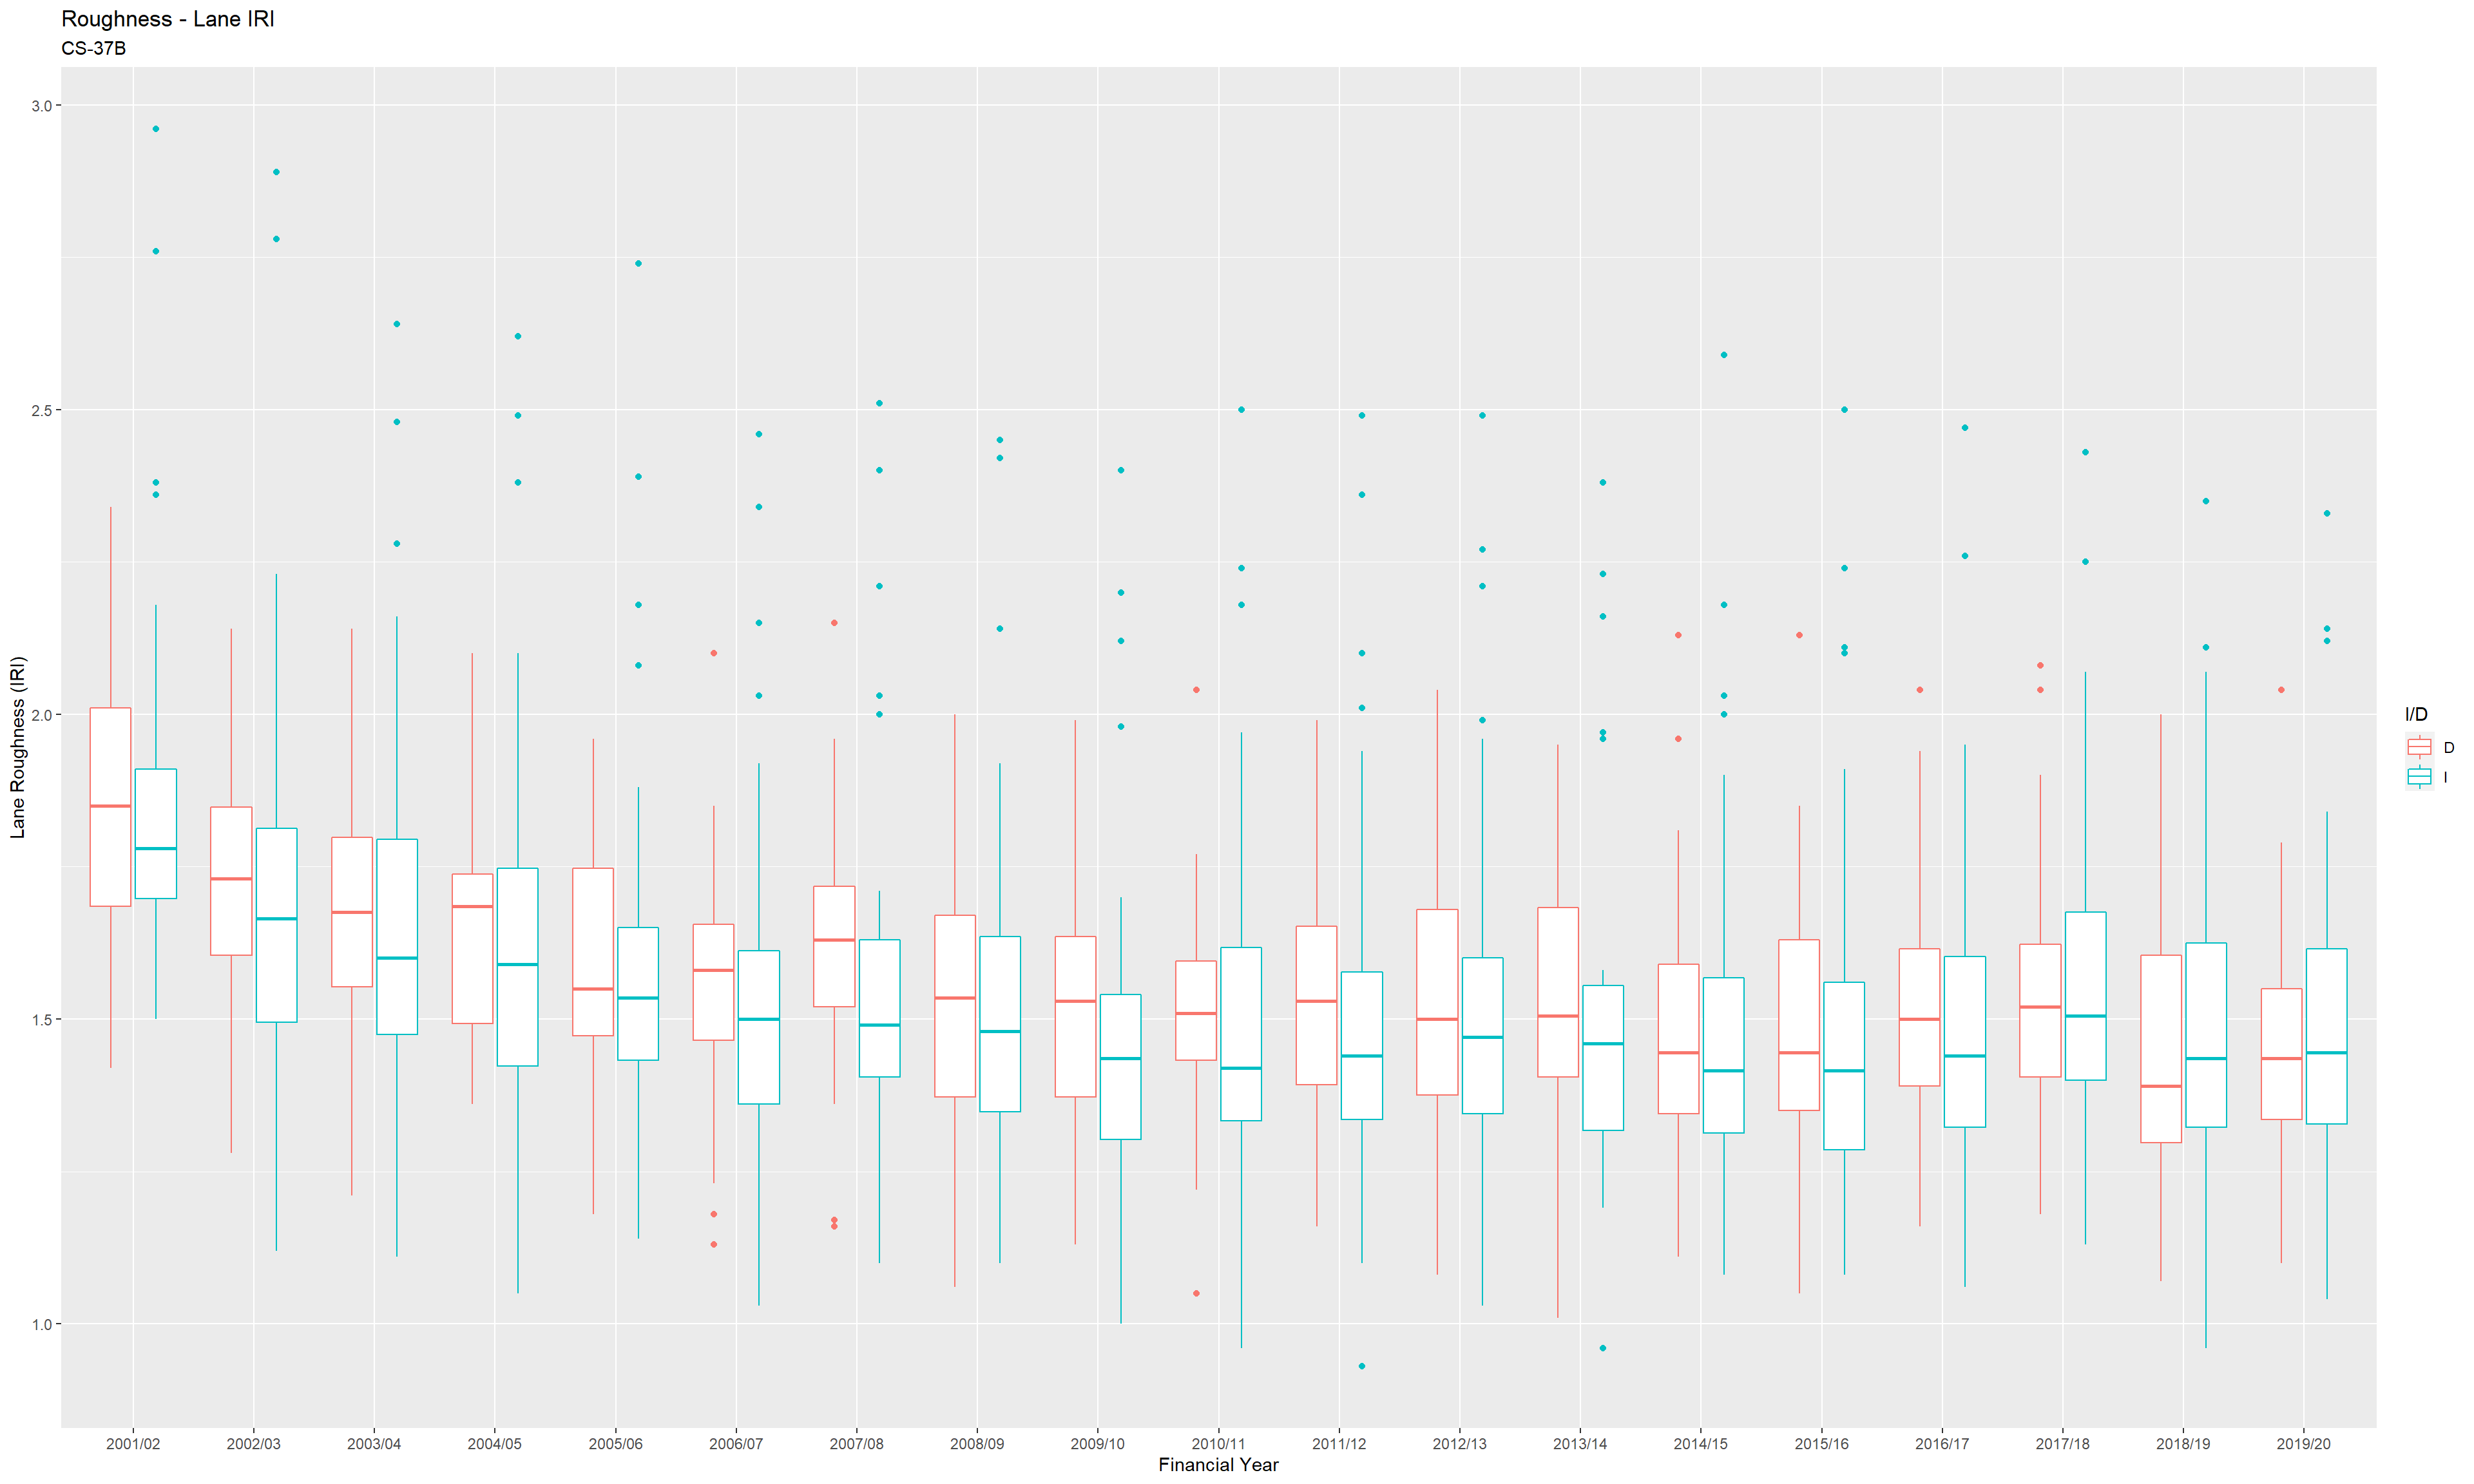 Roughness - Lane IRI
CS-37B
Lane Roughness (IRI)
3.0
2.5
2.0
1.5
1.0
2001/02 2002/03 2003/04 2004/05 2005/06 2006/07 2007/08 2008/09 2009/10 2010/11 2011/12 2012/13 2013/14 2014/15 2015/16 2016/17 2017/18 2018/19 2019/20
Financial Year
I/D
D
I